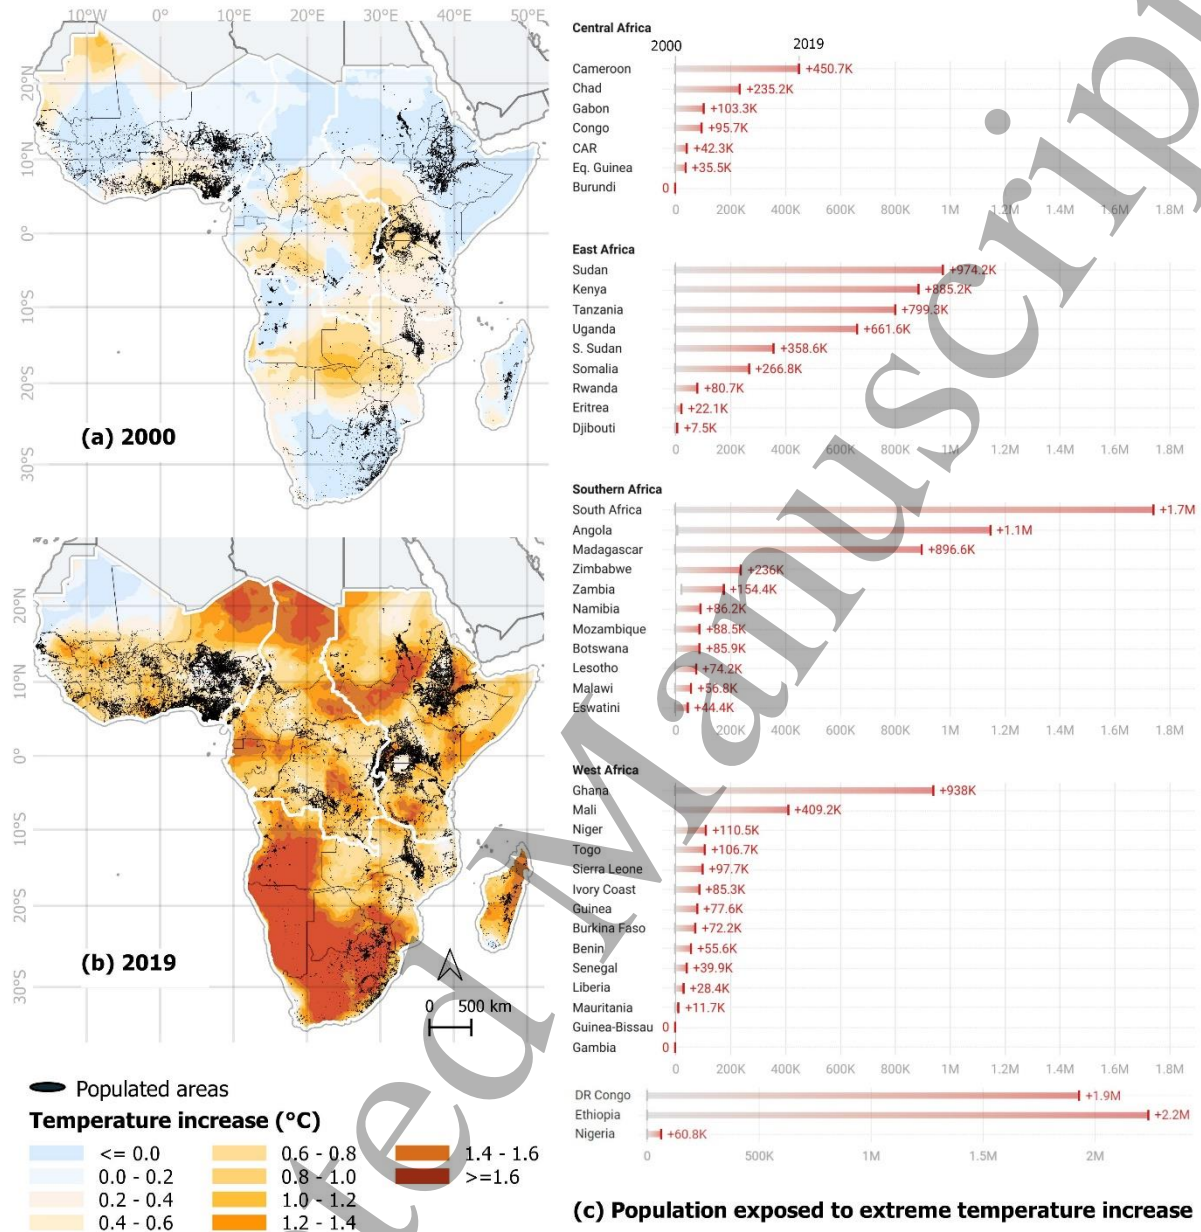 10°W 0° 10°E 20°E 30°E 40°E 50°E
20°N
10°N
0°
10°S
20°S
30°S
(a) 2000
20°N
10°N
0°
10°S
20°S
30°S
(b) 2019
0 500 km
Populated areas
Temperature increase (°C)
<= 0.0
0.0 - 0.2
0.2 - 0.4
0.4 - 0.6
0.6 - 0.8
0.8 - 1.0
1.0 - 1.2
1.2 - 1.4
1.4 - 1.6
>=1.6
Central Africa
2000 2019
Cameroon +450.7K
Chad +235.2K
Gabon +103.3K
Congo +95.7K
CAR +42.3K
Eq. Guinea +35.5K
Burundi 0
0 200K 400K 600K 800K 1M 1.2M 1.4M 1.6M 1.8M
East Africa
Sudan +974.2K
Kenya +885.2K
Tanzania +799.3K
Uganda +661.6K
S. Sudan +358.6K
Somalia +266.8K
Rwanda +80.7K
Eritrea +22.1K
Djibouti +7.5K
0 200K 400K 600K 800K 1M 1.2M 1.4M 1.6M 1.8M
Southern Africa
South Africa +1.7M
Angola +1.1M
Madagascar +896.6K
Zimbabwe +236K
Zambia +154.4K
Namibia +86.2K
Mozambique +88.5K
Botswana +85.9K
Lesotho +74.2K
Malawi +56.8K
Eswatini +44.4K
0 200K 400K 600K 800K 1M 1.2M 1.4M 1.6M 1.8M
West Africa
Ghana +938K
Mali +409.2K
Niger +110.5K
Togo +106.7K
Sierra Leone +97.7K
Ivory Coast +85.3K
Guinea +77.6K
Burkina Faso +72.2K
Benin +55.6K
Senegal +39.9K
Liberia +28.4K
Mauritania +11.7K
Guinea-Bissau 0
Gambia 0
0 200K 400K 600K 800K 1M 1.2M 1.4M 1.6M 1.8M
DR Congo +1.9M
Ethiopia +2.2M
Nigeria +60.8K
0 500K 1M 1.5M 2M
(c) Population exposed to extreme temperature increase
ted Manuscrip